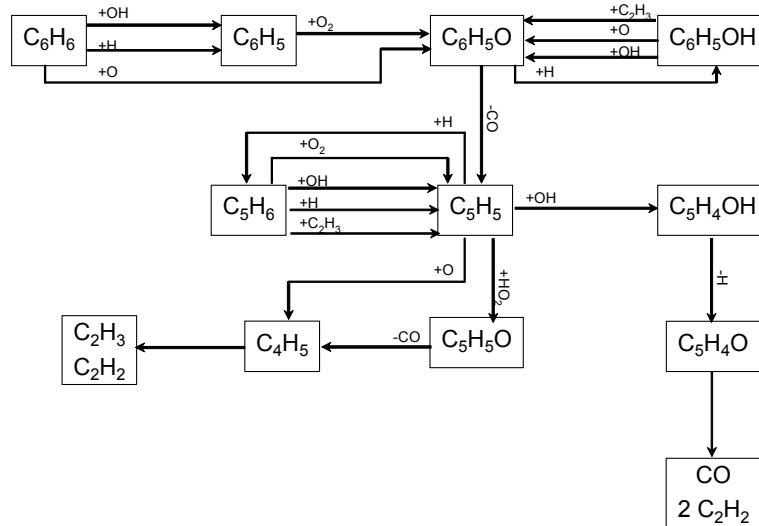 +OH
+H
+O
C₆H₆
C₆H₅
+O₂
C₆H₅O
+C₂H₃
+O
+OH
+H
C₆H₅OH
-CO
+H
+O₂
+OH
+H
+C₂H₃
C₅H₆
C₅H₅
+OH
C₅H₄OH
+O
+HO₂
-H
C₂H₃
C₂H₂
C₄H₅
-CO
C₅H₅O
C₅H₄O
CO
2 C₂H₂